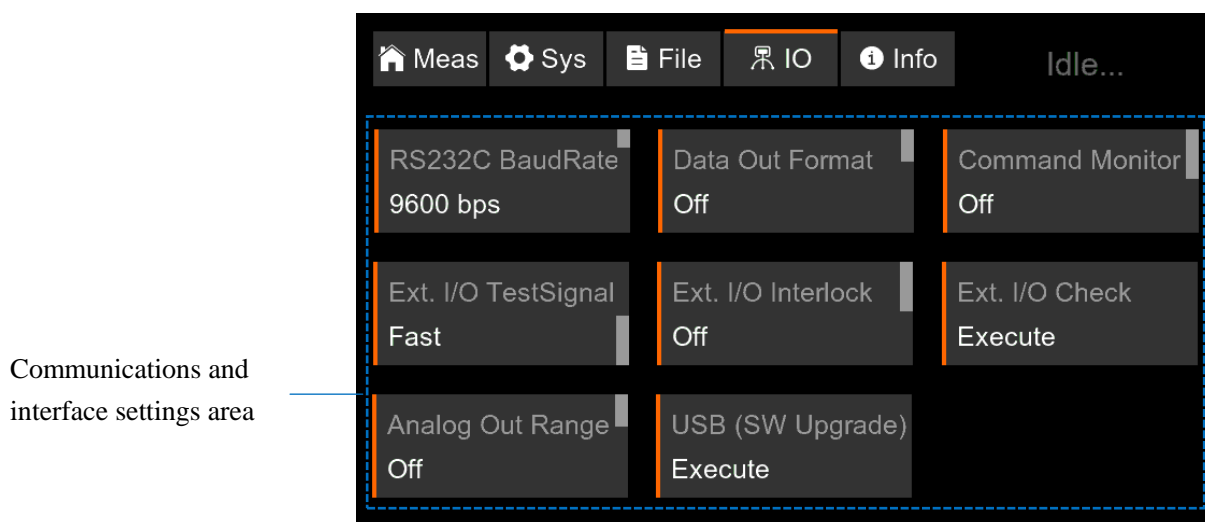 Meas Sys File IO Info Idle...
RS232C BaudRate Data Out Format Command Monitor
9600 bps Off Off
Ext. I/O TestSignal Ext. I/O Interlock Ext. I/O Check
Fast Off Execute
Communications and
interface settings area
Analog Out Range USB (SW Upgrade)
Off Execute